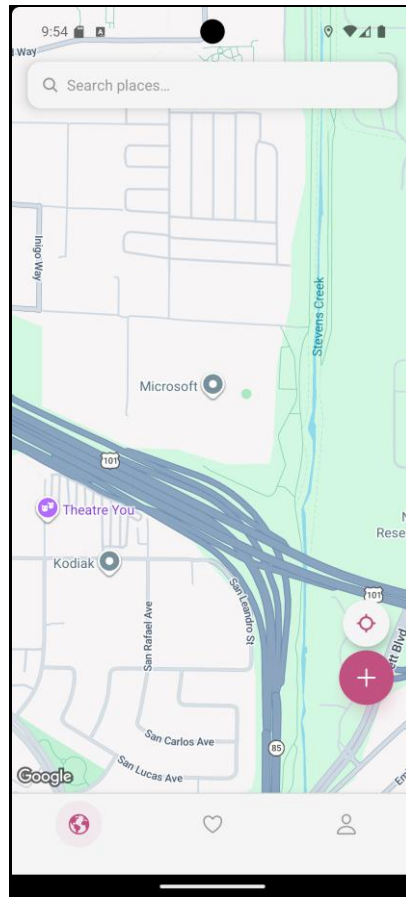 9:54
Way
Search places…
Inigo Way
Stevens Creek
Microsoft
101
Theatre You
Kodiak
San Rafael Ave
San Leandro St
101
San Carlos Ave
85
San Lucas Ave
Google